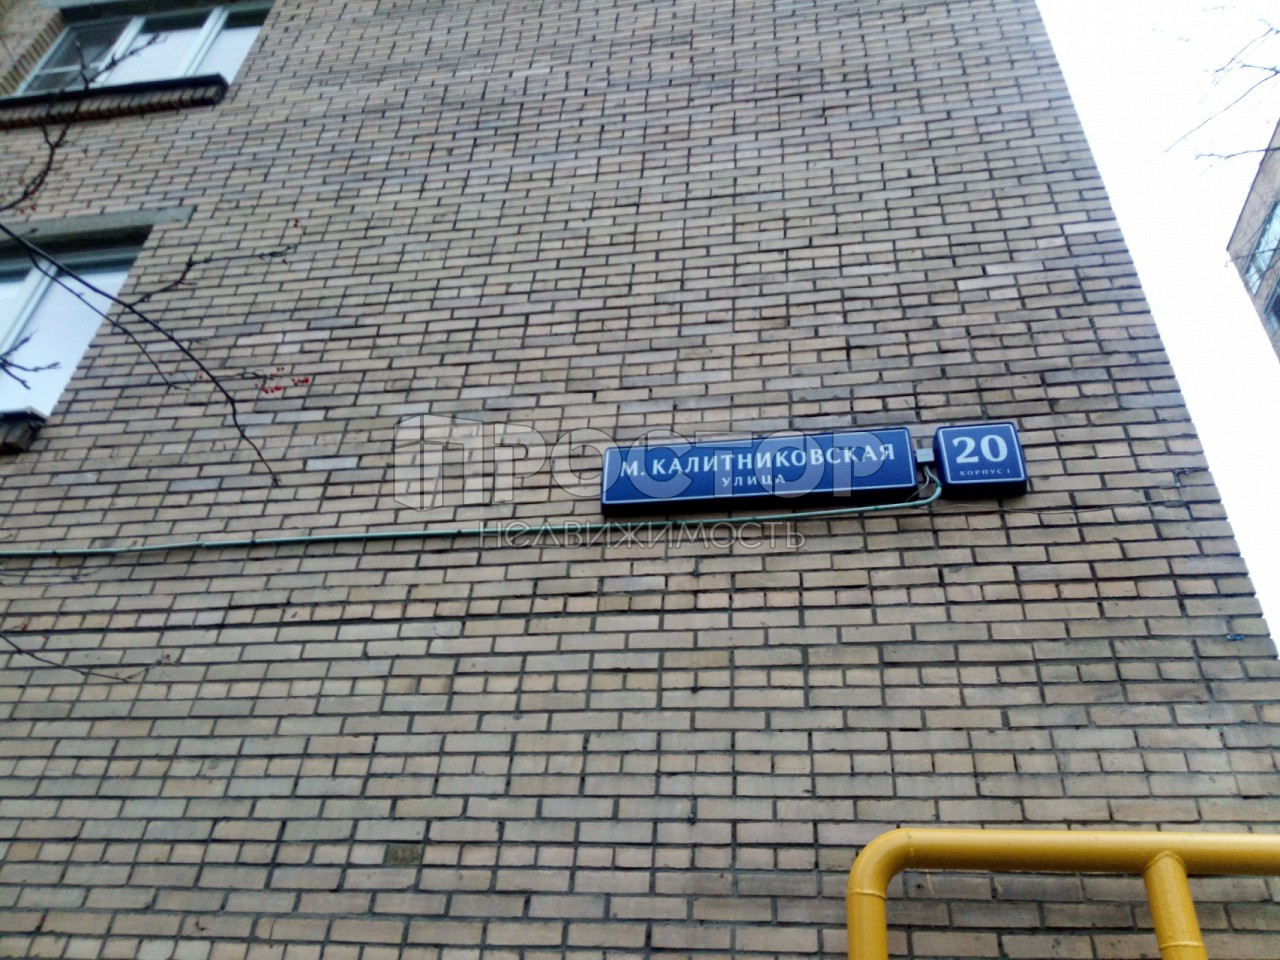 М. КАЛИТНИКОВСКАЯ
УЛИЦА
20
КОРПУС 1
ПРОСТОР
НЕДВИЖИМОСТЬ